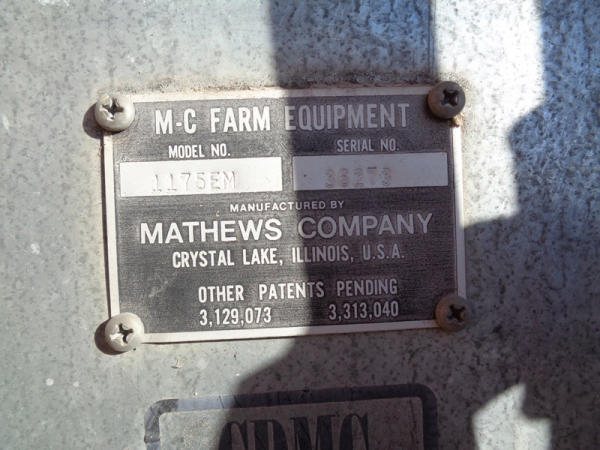 M-C FARM EQUIPMENT
MODEL NO. SERIAL NO.
1175EM 36273
MANUFACTURED BY
MATHEWS COMPANY
CRYSTAL LAKE, ILLINOIS, U.S.A.
OTHER PATENTS PENDING
3,129,073 3,313,040